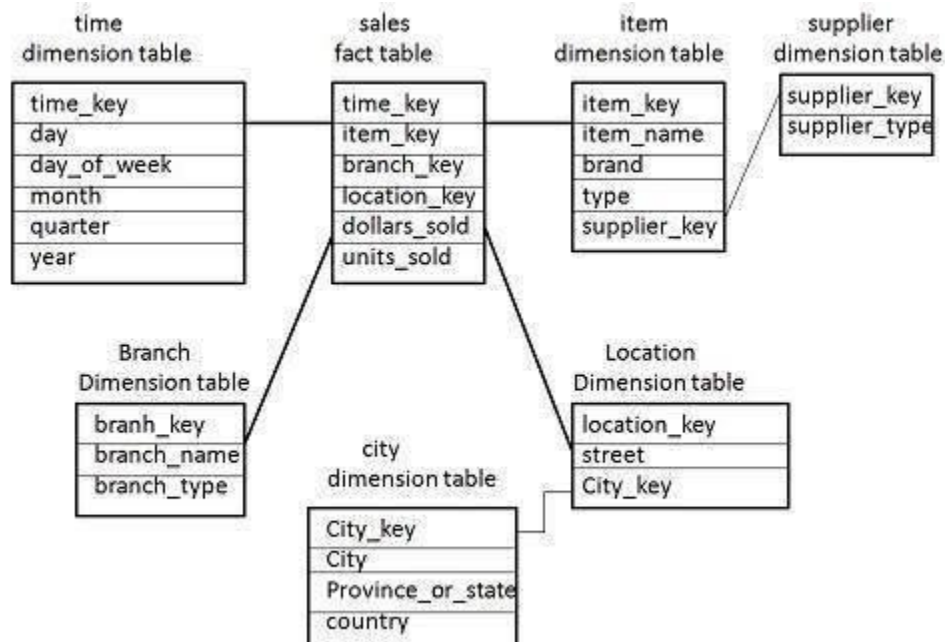 time
dimension table
time_key
day
day_of_week
month
quarter
year
sales
fact table
time_key
item_key
branch_key
location_key
dollars_sold
units_sold
item
dimension table
item_key
item_name
brand
type
supplier_key
supplier
dimension table
supplier_key
supplier_type
Branch
Dimension table
branh_key
branch_name
branch_type
city
dimension table
City_key
City
Province_or_state
country
Location
Dimension table
location_key
street
City_key